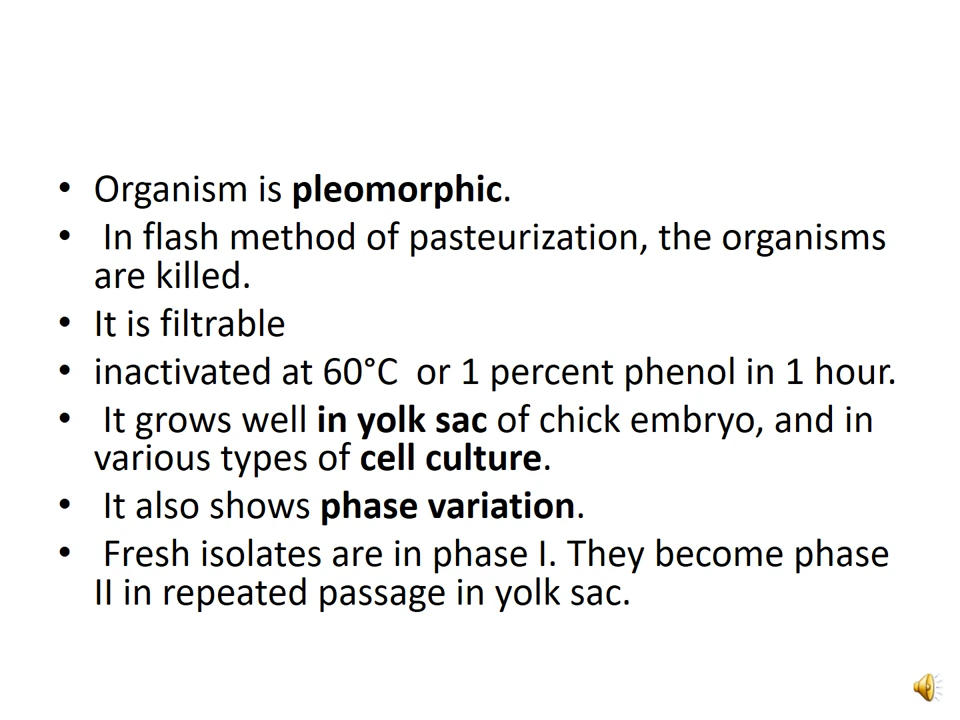 • Organism is pleomorphic.
• In flash method of pasteurization, the organisms
are killed.
• It is filtrable
• inactivated at 60°C or 1 percent phenol in 1 hour.
• It grows well in yolk sac of chick embryo, and in
various types of cell culture.
• It also shows phase variation.
• Fresh isolates are in phase I. They become phase
II in repeated passage in yolk sac.